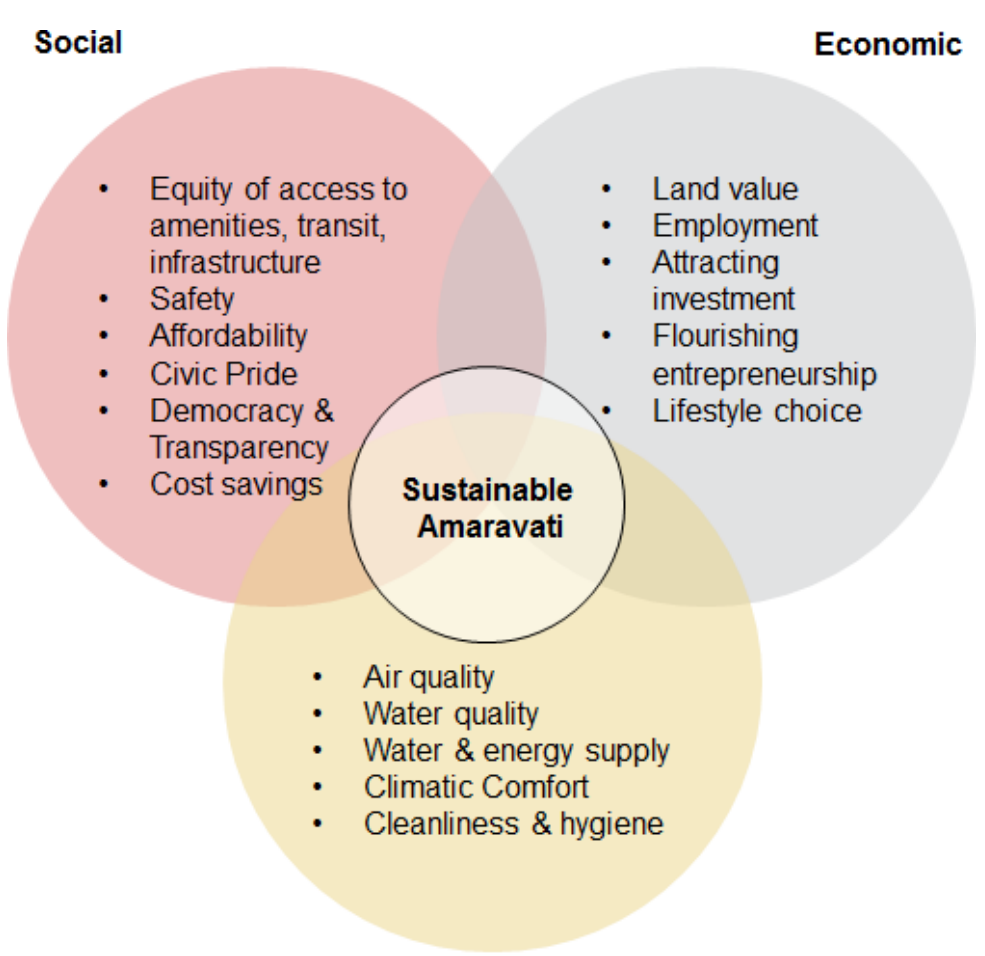 Social
Economic
• Equity of access to
amenities, transit,
infrastructure
• Safety
• Affordability
• Civic Pride
• Democracy &
Transparency
• Cost savings
• Land value
• Employment
• Attracting
investment
• Flourishing
entrepreneurship
• Lifestyle choice
Sustainable
Amaravati
• Air quality
• Water quality
• Water & energy supply
• Climatic Comfort
• Cleanliness & hygiene